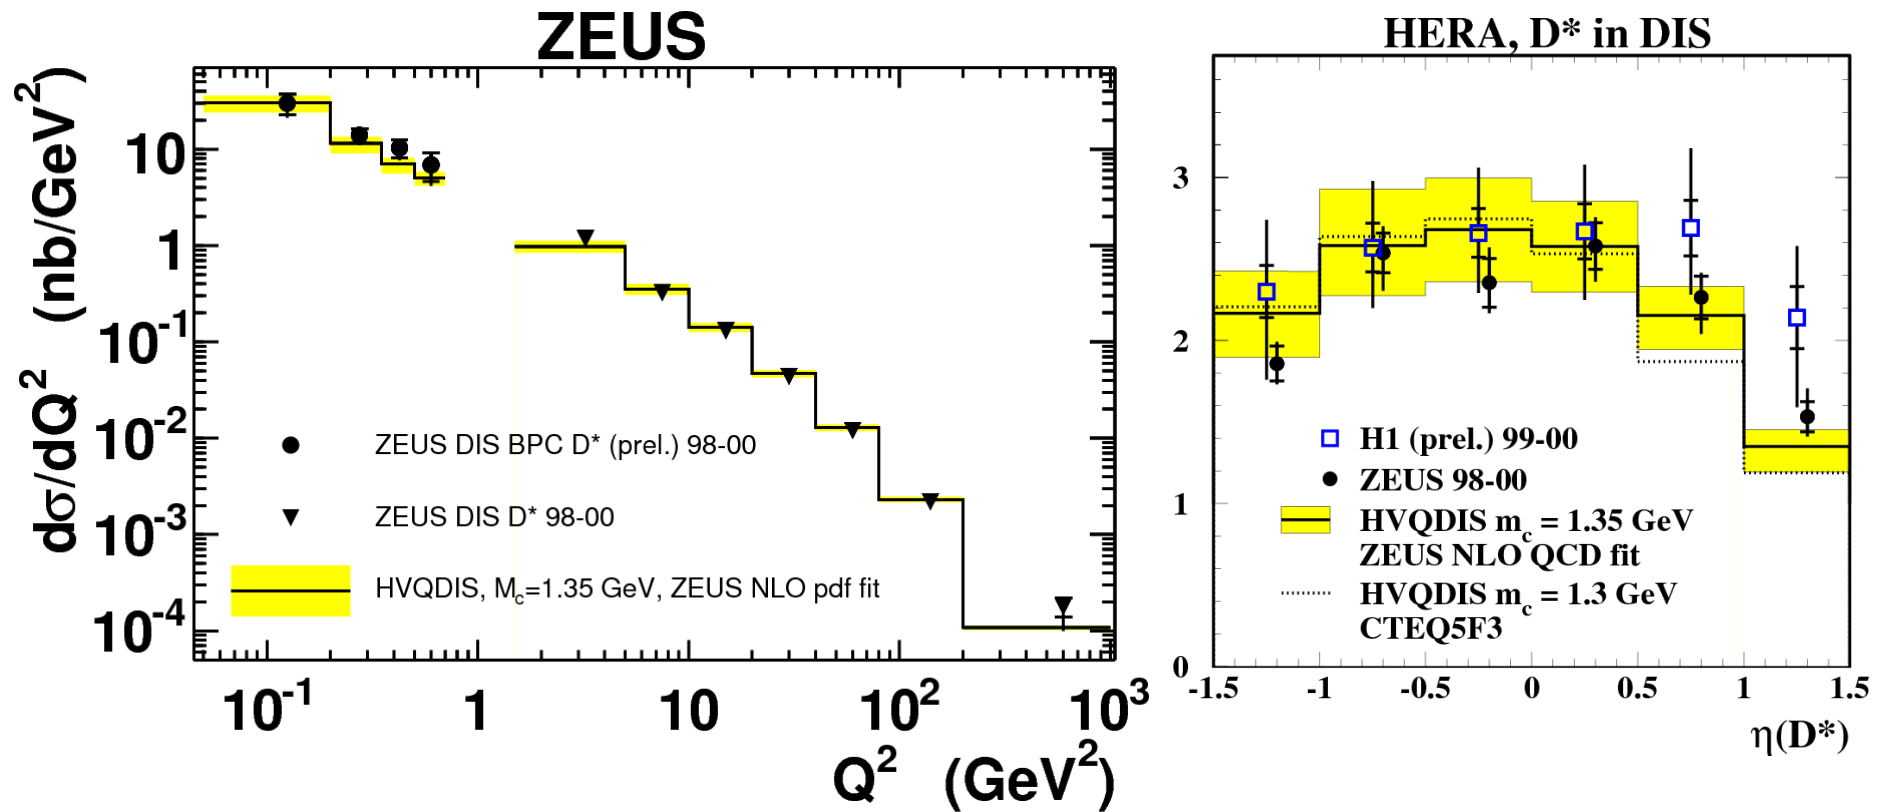 ZEUS
dσ/dQ² (nb/GeV²)
10
1
10⁻¹
10⁻²
10⁻³
10⁻⁴
ZEUS DIS BPC D* (prel.) 98-00
ZEUS DIS D* 98-00
HVQDIS, M_c=1.35 GeV, ZEUS NLO pdf fit
10⁻¹ 1 10 10² 10³
Q² (GeV²)
HERA, D* in DIS
3
2
1
0
H1 (prel.) 99-00
ZEUS 98-00
HVQDIS m_c = 1.35 GeV
ZEUS NLO QCD fit
HVQDIS m_c = 1.3 GeV
CTEQ5F3
-1.5 -1 -0.5 0 0.5 1 1.5
η(D*)